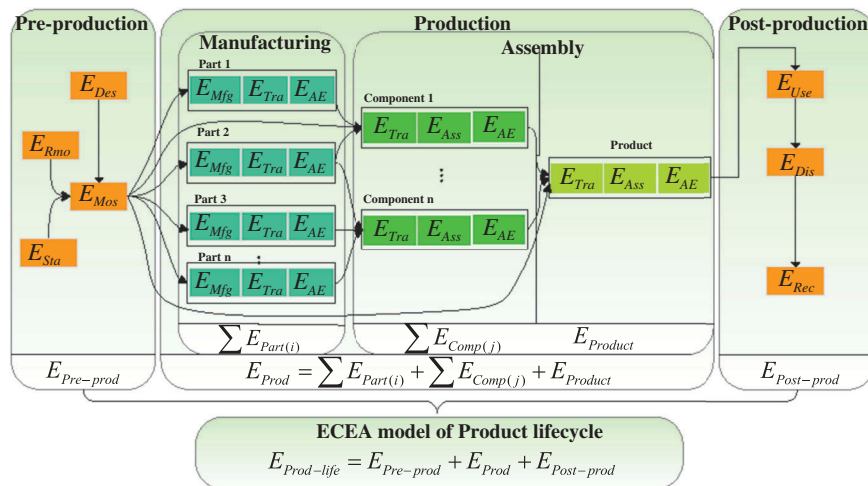 Pre-production
E_Des
E_Rmo
E_Mos
E_Sta
E_Pre-prod
Production
Manufacturing
Part 1
E_Mfg E_Tra E_AE
Part 2
E_Mfg E_Tra E_AE
Part 3
E_Mfg E_Tra E_AE
Part n
⋮
E_Mfg E_Tra E_AE
∑ E_Part(i)
Assembly
Component 1
E_Tra E_Ass E_AE
⋮
Component n
E_Tra E_Ass E_AE
Product
E_Tra E_Ass E_AE
∑ E_Comp(j)
E_Product
E_Prod = ∑ E_Part(i) + ∑ E_Comp(j) + E_Product
Post-production
E_Use
E_Dis
E_Rec
E_Post-prod
ECEA model of Product lifecycle
E_Prod-life = E_Pre-prod + E_Prod + E_Post-prod